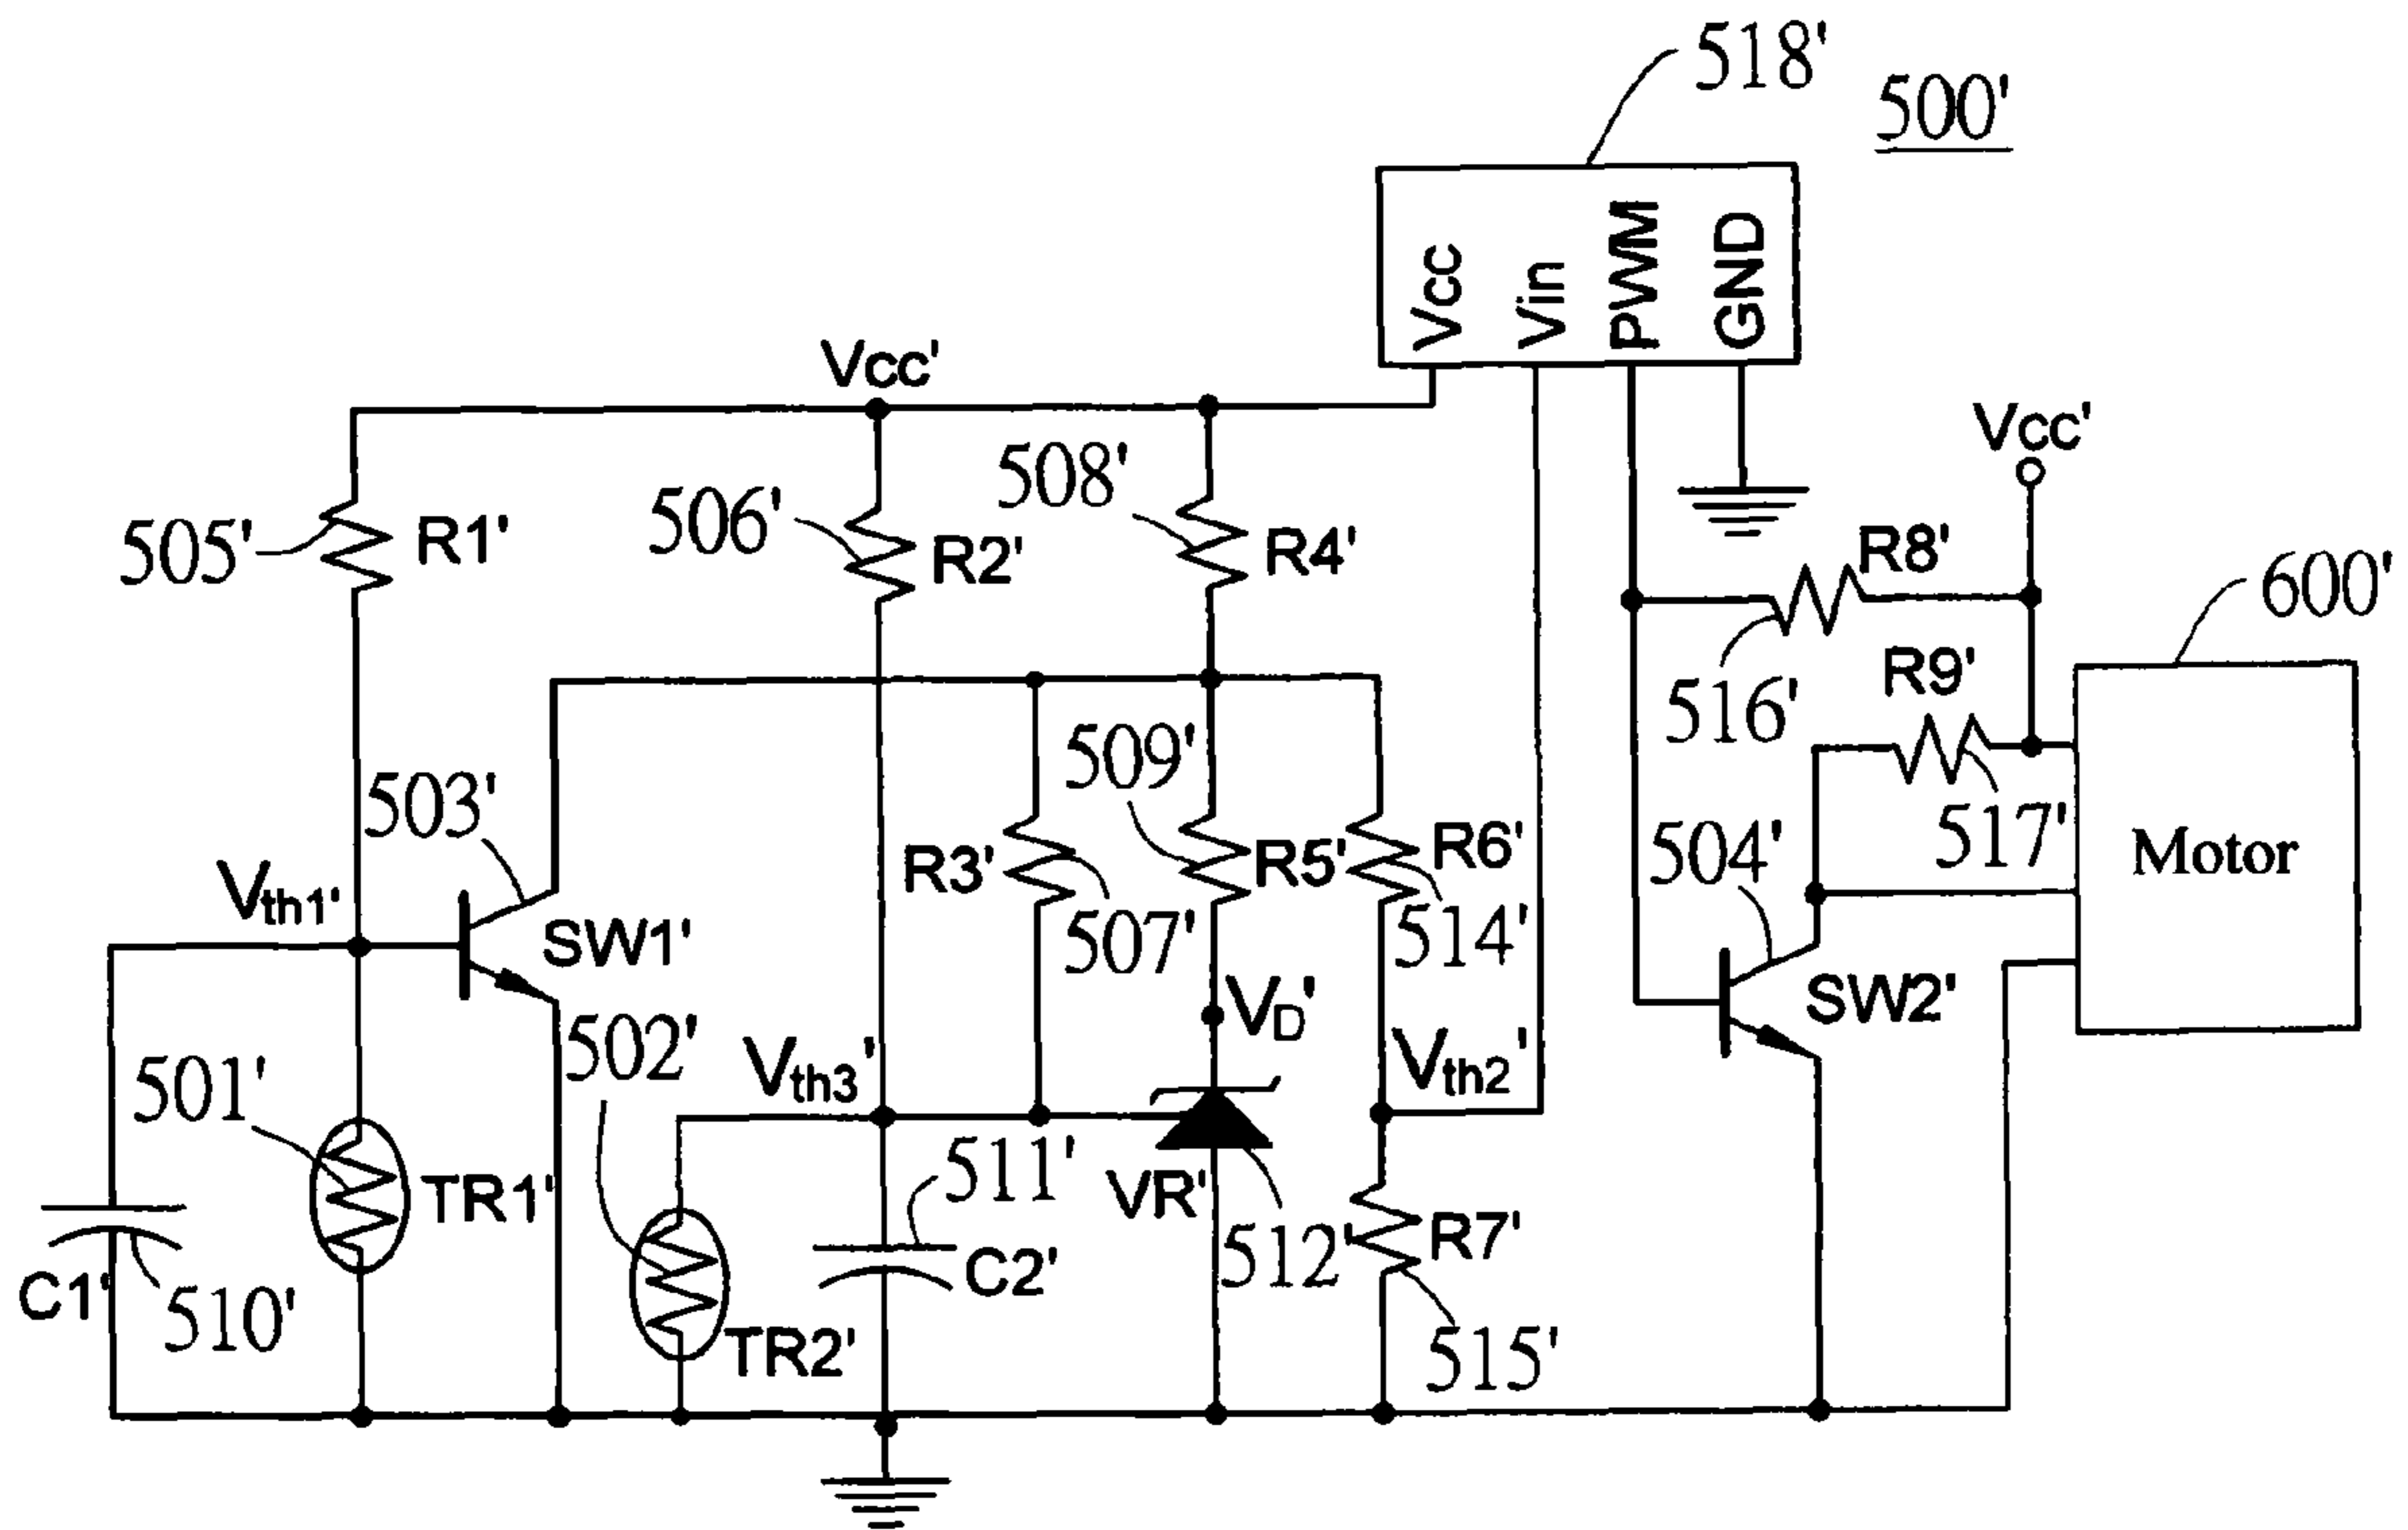 518'
500'
Vcc
Vin
PWM
GND
Vcc'
Vcc'
505'
R1'
506'
R2'
508'
R4'
R8'
600'
516'
R9'
503'
509'
517'
Motor
504'
Vth1'
R3'
R5'
R6'
SW1'
507'
514'
502'
VD'
SW2'
501'
Vth3'
Vth2'
511'
TR1'
VR'
512'
R7'
C1'
510'
C2'
TR2'
515'